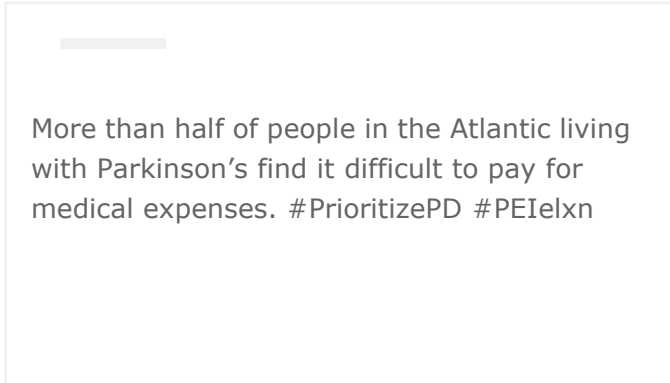 More than half of people in the Atlantic living
with Parkinson’s find it difficult to pay for
medical expenses. #PrioritizePD #PEIelxn